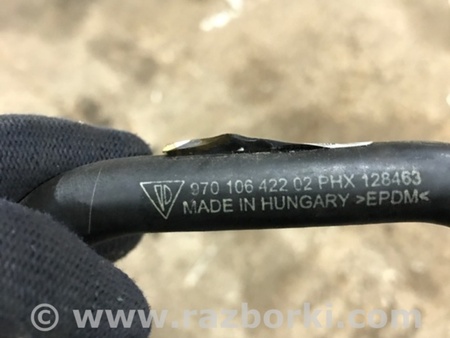 970 106 422 02 PHX 128463
MADE IN HUNGARY >EPDM<
© www.razborki.com